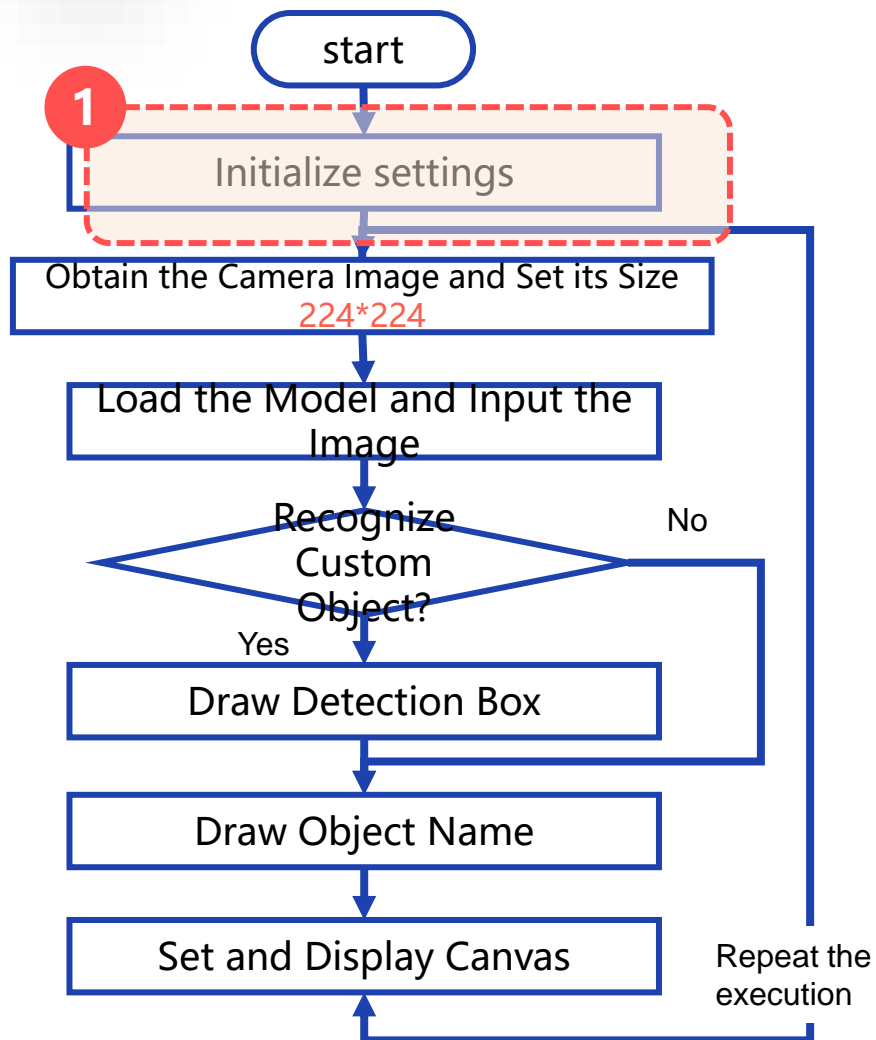 start
1
Initialize settings
Obtain the Camera Image and Set its Size
224*224
Load the Model and Input the
Image
Recognize
Custom
Object?
No
Yes
Draw Detection Box
Draw Object Name
Set and Display Canvas
Repeat the
execution